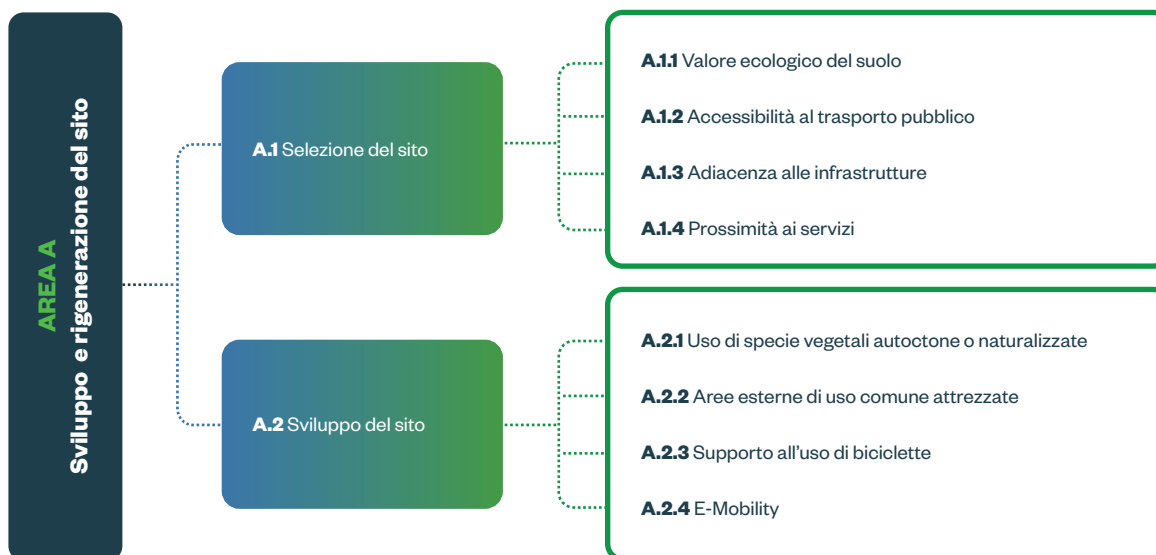 AREA A
Sviluppo e rigenerazione del sito
A.1 Selezione del sito
A.1.1 Valore ecologico del suolo
A.1.2 Accessibilità al trasporto pubblico
A.1.3 Adiacenza alle infrastrutture
A.1.4 Prossimità ai servizi
A.2 Sviluppo del sito
A.2.1 Uso di specie vegetali autoctone o naturalizzate
A.2.2 Aree esterne di uso comune attrezzate
A.2.3 Supporto all'uso di biciclette
A.2.4 E-Mobility